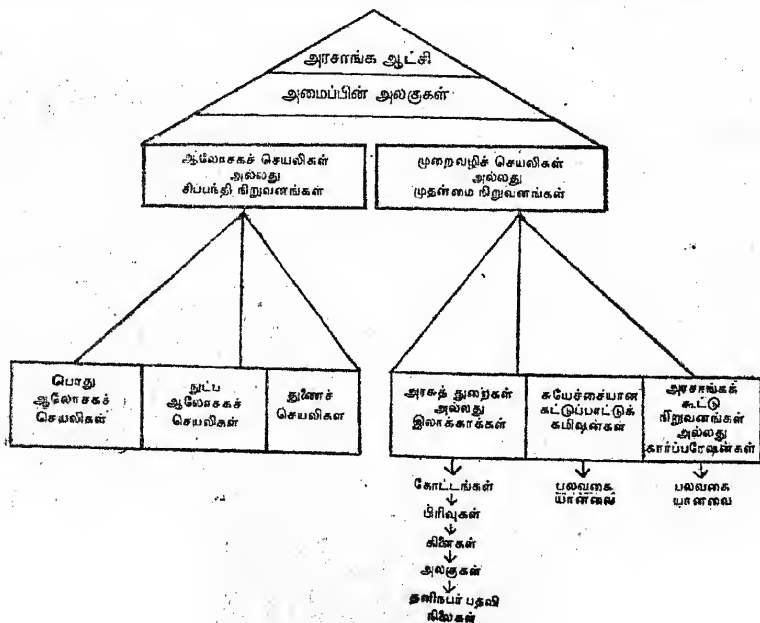 அரசாங்க ஆட்சி
அமைப்பின் அலகுகள்
ஆலோசகச் செயலிகள்
அல்லது
சிப்பந்தி நிறுவனங்கள்
முறைவழிச் செயலிகள்
அல்லது
முதன்மை நிறுவனங்கள்
பொது
ஆலோசகச்
செயலிகள்
நுட்ப
ஆலோசகச்
செயலிகள்
துணைச்
செயலிகள
அரசுத் துறைகள்
அல்லது
இலாக்காக்கள்
சுயேச்சையான
கட்டுப்பாட்டுக்
கமிஷன்கள்
அரசாங்கக்
கூட்டு
நிறுவனங்கள்
அல்லது
கார்ப்பரேஷன்கள்
கோட்டங்கள்
பிரிவுகள்
கிளைகள்
அலகுகள்
தனிநபர் பதவி
நிலைகள்
பலவகை
யானவை
பலவகை
யானவை